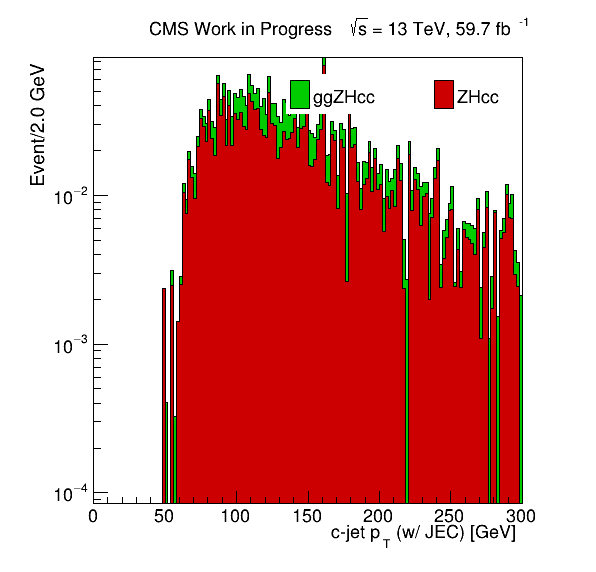 CMS Work in Progress √s = 13 TeV, 59.7 fb⁻¹
Event/2.0 GeV
ggZHcc ZHcc
10⁻²
10⁻³
10⁻⁴
0 50 100 150 200 250 300
c-jet p_T (w/ JEC) [GeV]